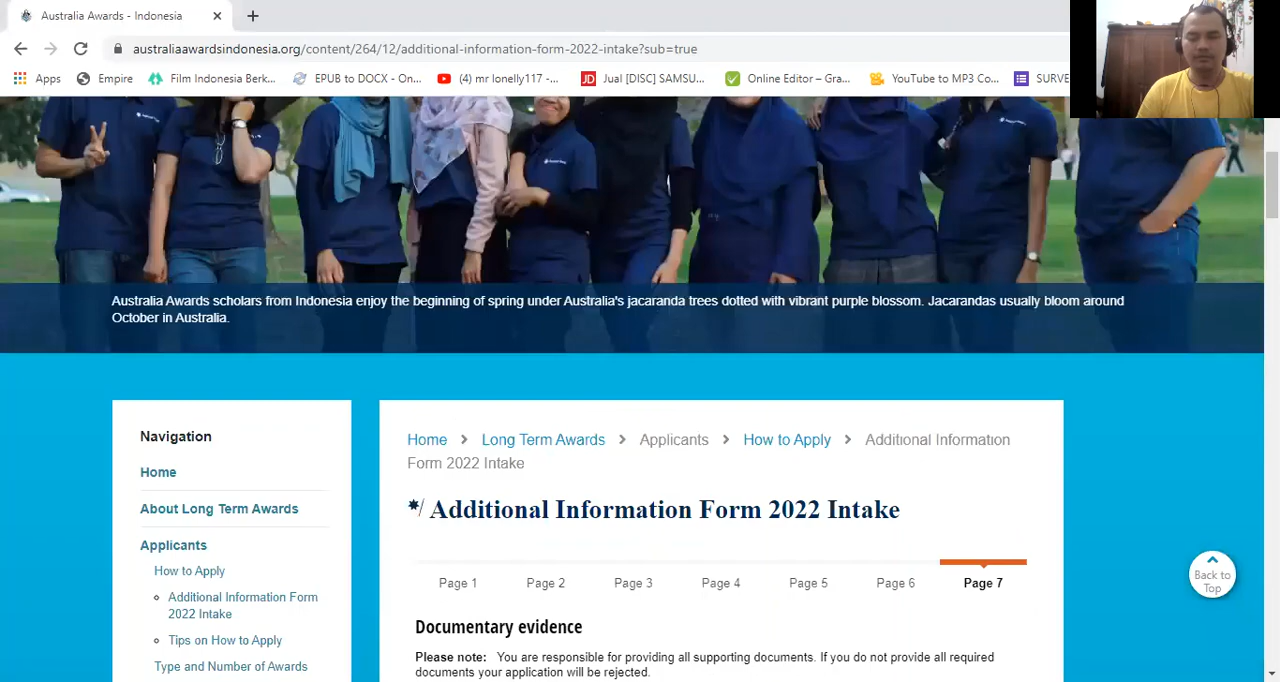 Australia Awards - Indonesia
australiaawardsindonesia.org/content/264/12/additional-information-form-2022-intake?sub=true
Apps Empire Film Indonesia Berk... EPUB to DOCX - On... (4) mr lonelly117 -... JD Jual [DISC] SAMSU... Online Editor – Gra... YouTube to MP3 Co... SURVE
Australia Awards scholars from Indonesia enjoy the beginning of spring under Australia's jacaranda trees dotted with vibrant purple blossom. Jacarandas usually bloom around
October in Australia.
Navigation
Home
About Long Term Awards
Applicants
How to Apply
Additional Information Form
2022 Intake
Tips on How to Apply
Type and Number of Awards
Home > Long Term Awards > Applicants > How to Apply > Additional Information
Form 2022 Intake
Additional Information Form 2022 Intake
Page 1 Page 2 Page 3 Page 4 Page 5 Page 6 Page 7
Documentary evidence
Please note: You are responsible for providing all supporting documents. If you do not provide all required
documents your application will be rejected.
Back to
Top